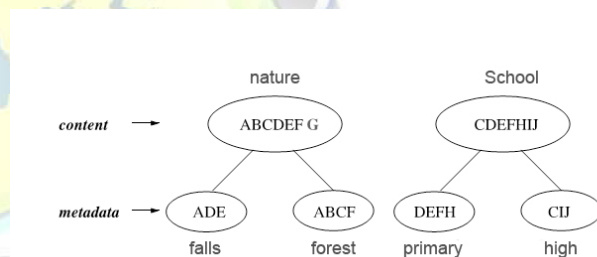 nature School
content ABCDEF G CDEFHIJ
metadata ADE ABCF DEFH CIJ
falls forest primary high